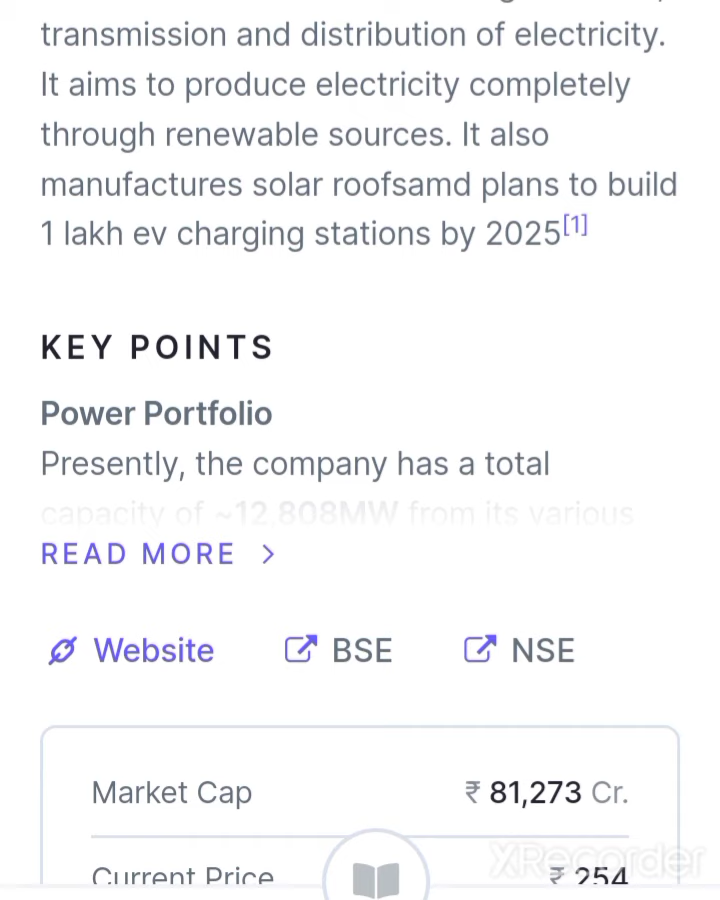 transmission and distribution of electricity.
It aims to produce electricity completely
through renewable sources. It also
manufactures solar roofsamd plans to build
1 lakh ev charging stations by 2025[1]
KEY POINTS
Power Portfolio
Presently, the company has a total
capacity of ~12,808MW from its various
READ MORE >
Website BSE NSE
Market Cap ₹ 81,273 Cr.
Current Price ₹ 254
XRecorder